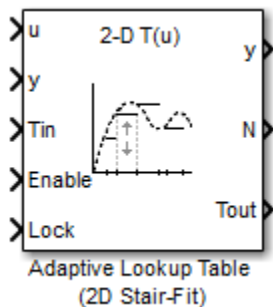 2-D T(u)
u
y
y
Tin
N
Enable
Tout
Lock
Adaptive Lookup Table
(2D Stair-Fit)